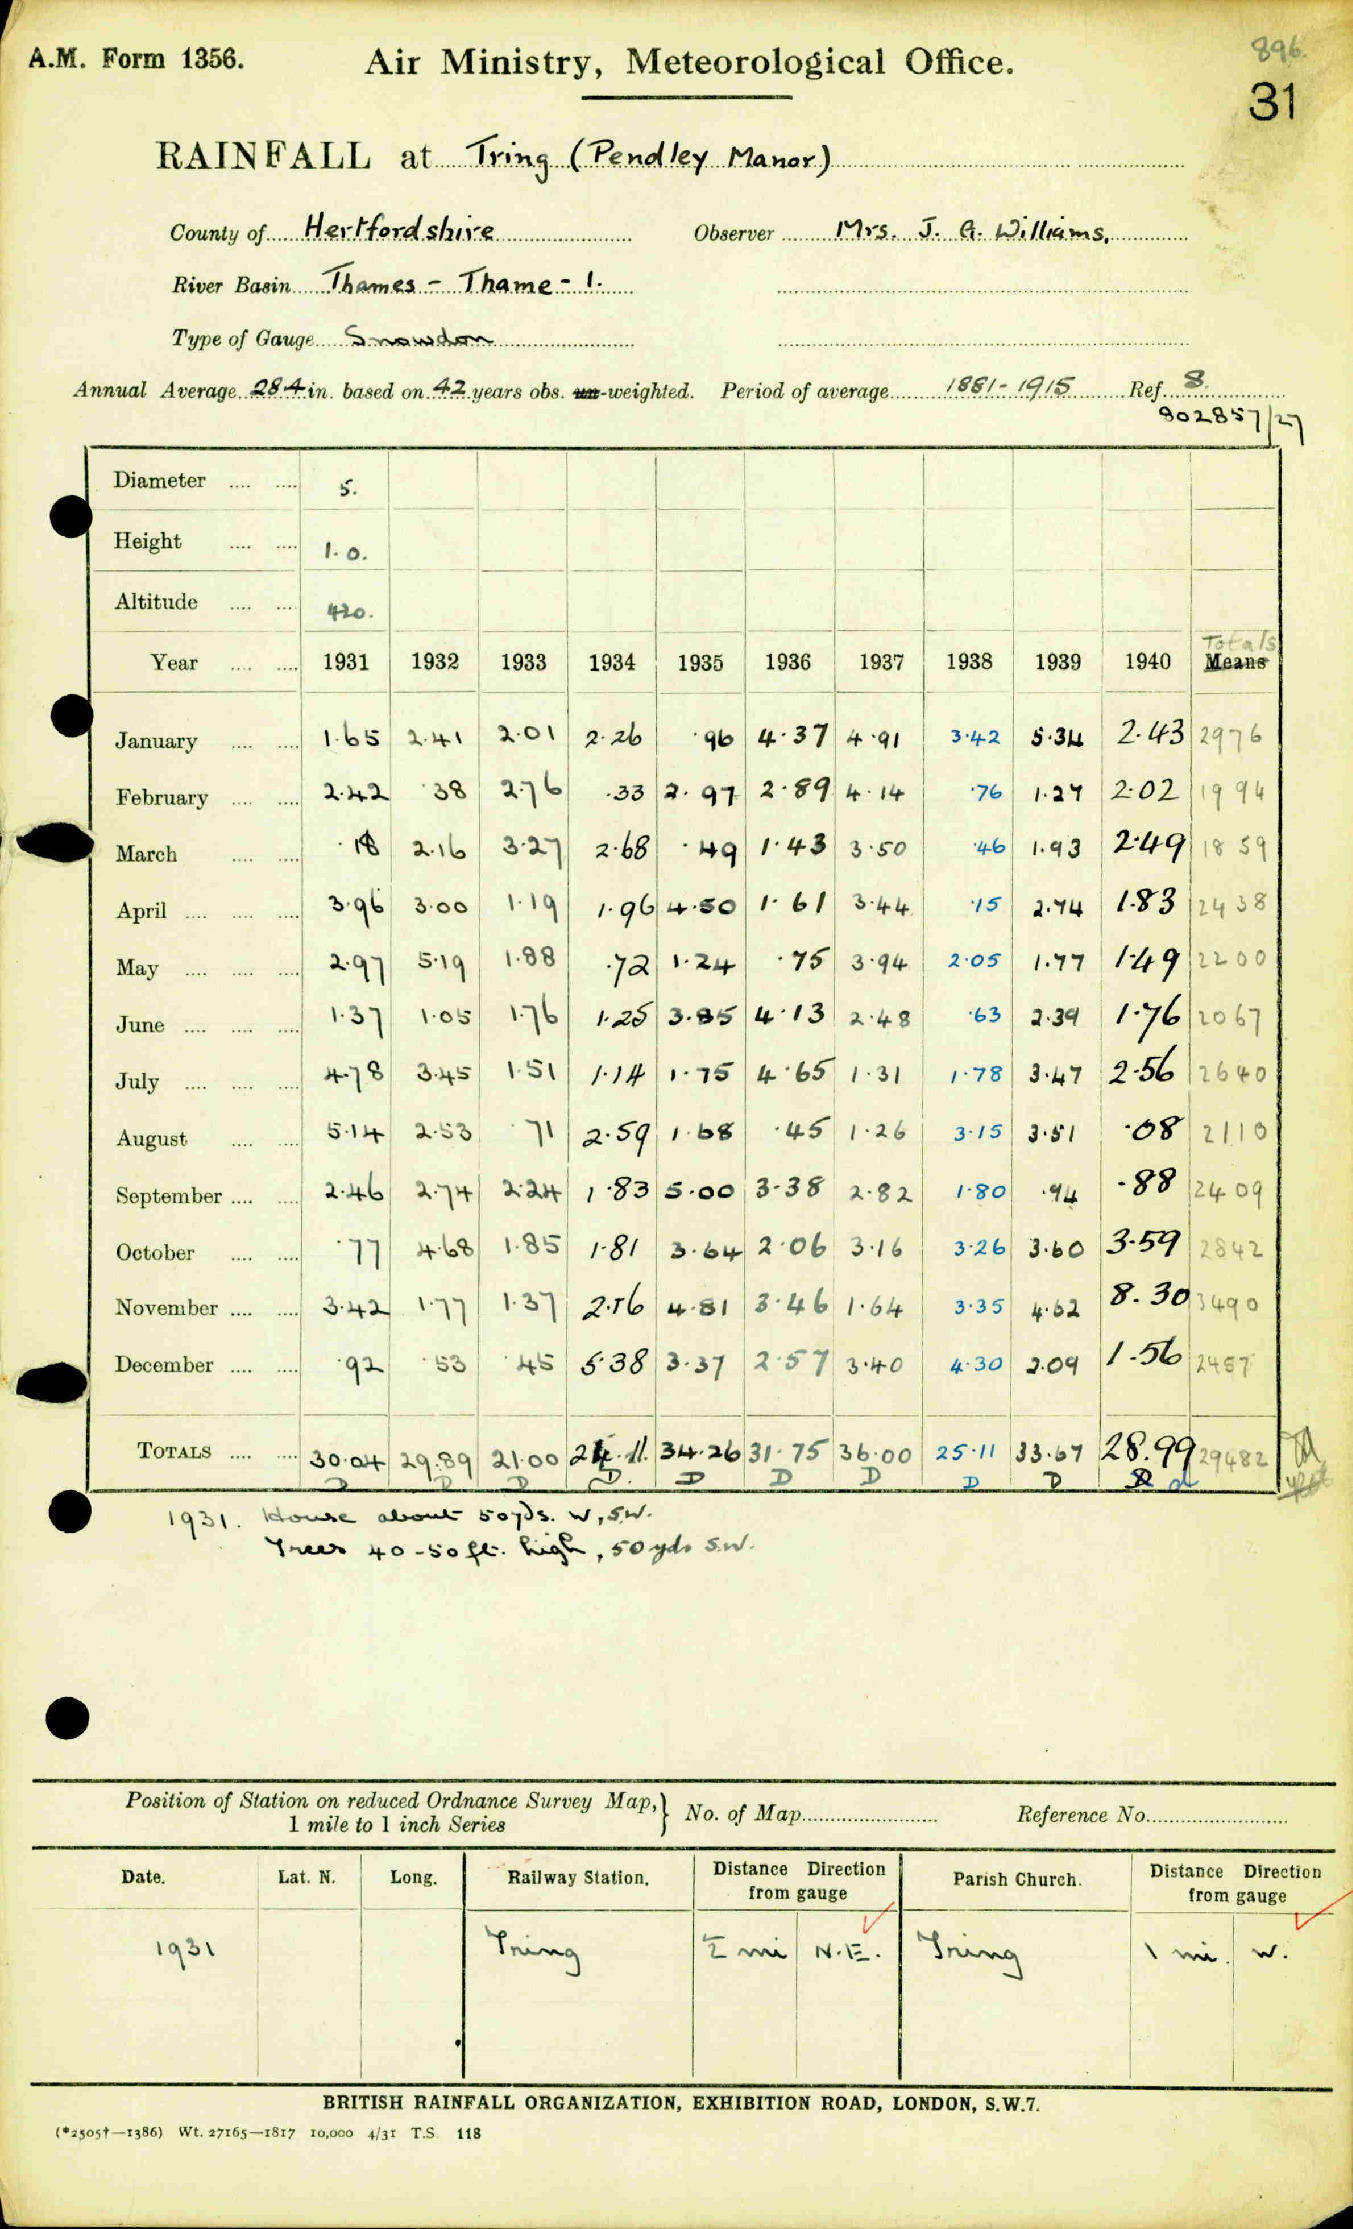 A.M. Form 1356.
Air Ministry, Meteorological Office.
896.
31
RAINFALL at Tring (Pendley Manor)
County of Hertfordshire Observer Mrs. J. G. Williams,
River Basin Thames - Thame - 1.
Type of Gauge Snowdon
Annual Average 28.4 in. based on 42 years obs. un-weighted. Period of average 1881-1915 Ref. 8.
902857/27
Diameter .... .... 5.
Height .... .... 1.0.
Altitude .... .... 420.
Totals
Year .... .... 1931 1932 1933 1934 1935 1936 1937 1938 1939 1940 Means
January .... .... 1.65 2.41 2.01 2.26 .96 4.37 4.91 3.42 5.34 2.43 2976
February .... .... 2.42 .38 2.76 .33 2.97 2.89 4.14 .76 1.27 2.02 1994
March .... .... .18 2.16 3.27 2.68 .49 1.43 3.50 .46 1.93 2.49 1859
April .... .... .... 3.96 3.00 1.19 1.96 4.50 1.61 3.44 .15 2.74 1.83 2438
May .... .... .... 2.97 5.19 1.88 .72 1.24 .75 3.94 2.05 1.77 1.49 2200
June .... .... .... 1.37 1.05 1.76 1.25 3.85 4.13 2.48 .63 2.39 1.76 2067
July .... .... .... 4.78 3.45 1.51 1.14 1.75 4.65 1.31 1.78 3.47 2.56 2640
August .... .... 5.14 2.53 .71 2.59 1.68 .45 1.26 3.15 3.51 .08 2110
September .... .... 2.46 2.74 2.24 1.83 5.00 3.38 2.82 1.80 .94 .88 2409
October .... .... .77 4.68 1.85 1.81 3.64 2.06 3.16 3.26 3.60 3.59 2842
November .... .... 3.42 1.77 1.37 2.16 4.81 3.46 1.64 3.35 4.62 8.30 3490
December .... .... .92 .53 .45 5.38 3.37 2.57 3.40 4.30 2.09 1.56 2457
TOTALS .... .... 30.04 29.89 21.00 24.11. 34.26 31.75 36.00 25.11 33.67 28.99 29482
D D D D. D D D D D
1931. House about 50yds. W, SW.
Trees 40-50 ft. high, 50 yds S.W.
Position of Station on reduced Ordnance Survey Map,} No. of Map Reference No.
1 mile to 1 inch Series
Date. Lat. N. Long. Railway Station. Distance Direction from gauge Parish Church. Distance Direction from gauge
1931 Tring ½ mi N.E. Tring 1 mi. W.
BRITISH RAINFALL ORGANIZATION, EXHIBITION ROAD, LONDON, S.W.7.
(*2505†—1386) Wt. 27165—1817 10,000 4/31 T.S. 118